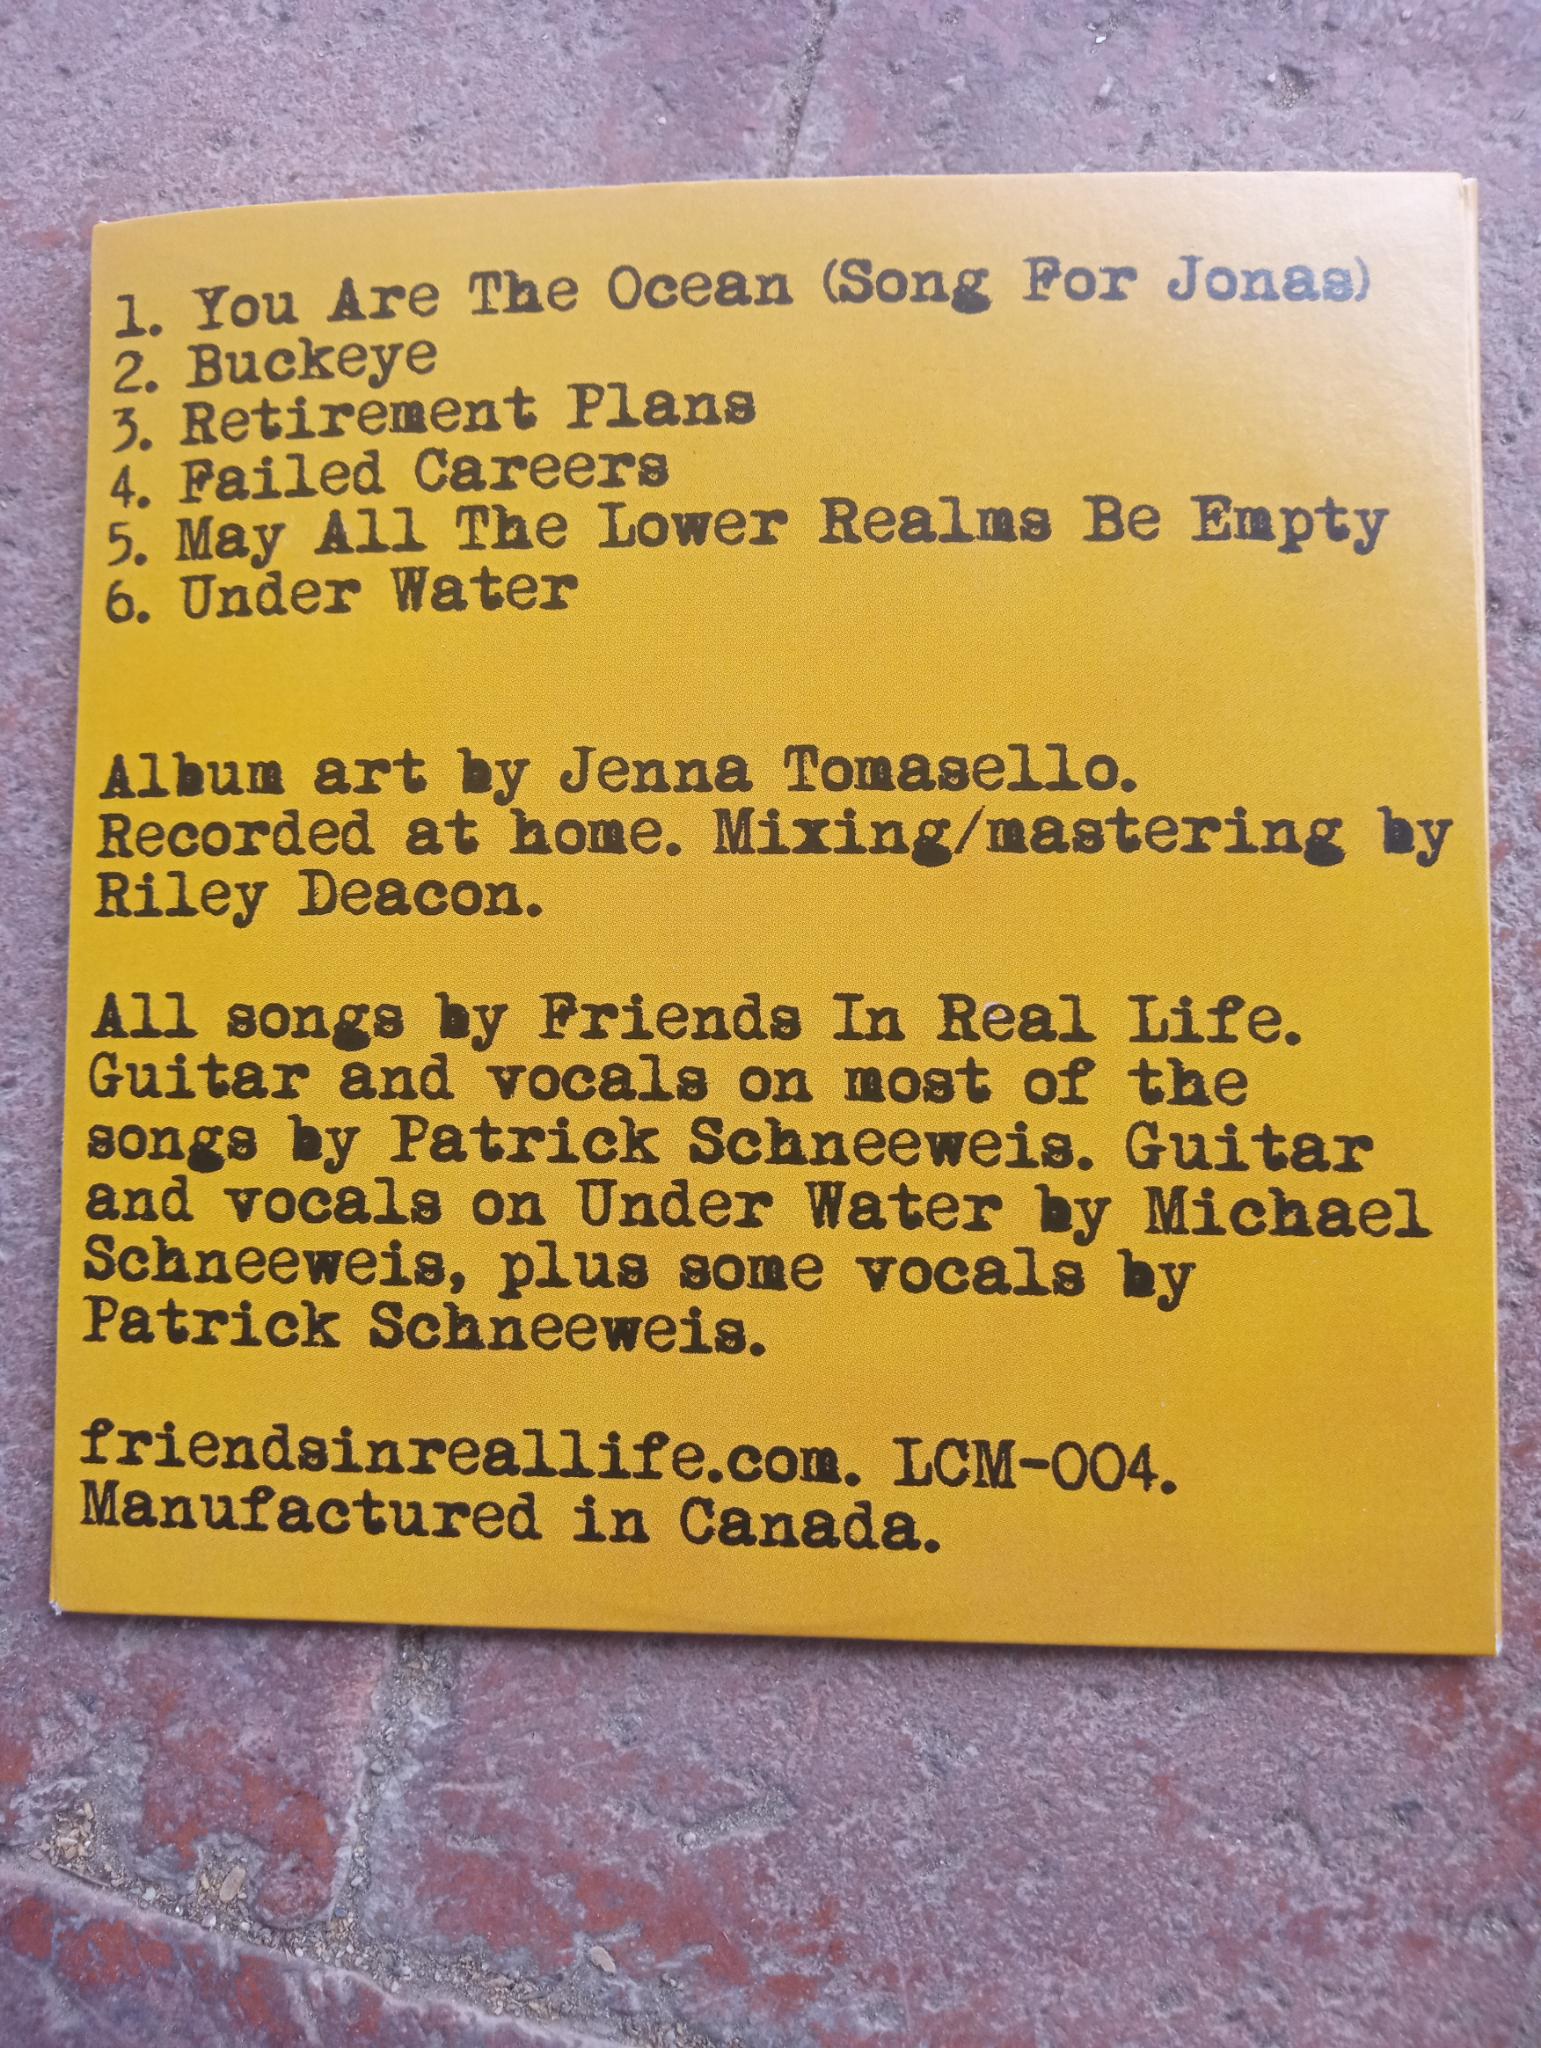 1. You Are The Ocean (Song For Jonas)
2. Buckeye
3. Retirement Plans
4. Failed Careers
5. May All The Lower Realms Be Empty
6. Under Water
Album art by Jenna Tomasello.
Recorded at home. Mixing/mastering by
Riley Deacon.
All songs by Friends In Real Life.
Guitar and vocals on most of the
songs by Patrick Schneeweis. Guitar
and vocals on Under Water by Michael
Schneeweis, plus some vocals by
Patrick Schneeweis.
friendsinreallife.com. LCM-004.
Manufactured in Canada.